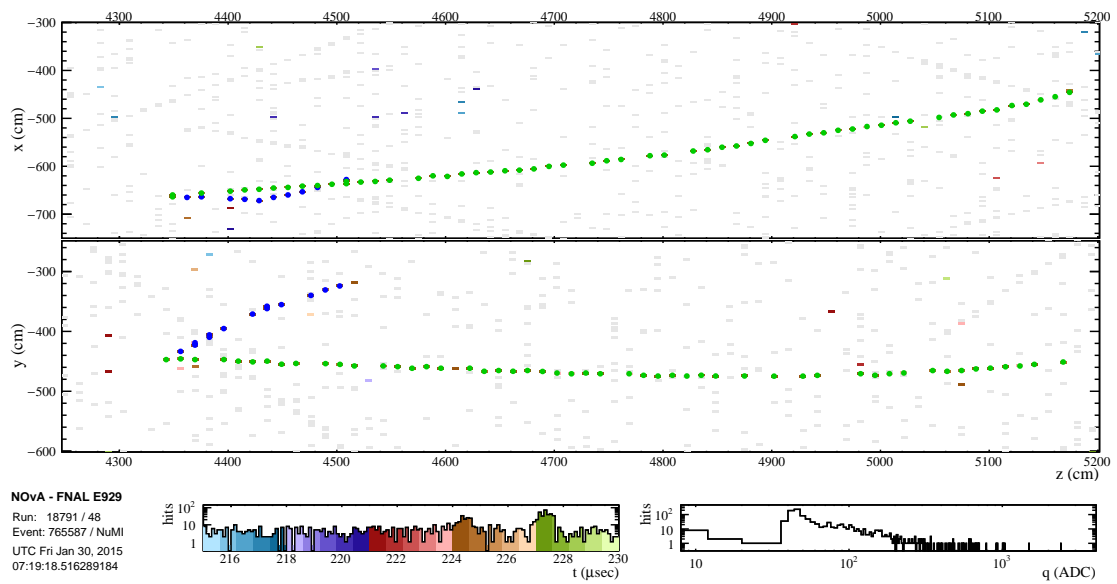 4300 4400 4500 4600 4700 4800 4900 5000 5100 5200
−300
−400
−500
−600
−700
x (cm)
−300
−400
−500
−600
y (cm)
4300 4400 4500 4600 4700 4800 4900 5000 5100 5200
z (cm)
NOvA - FNAL E929
Run: 18791 / 48
Event: 765587 / NuMI
UTC Fri Jan 30, 2015
07:19:18.516289184
hits
10²
10
1
216 218 220 222 224 226 228 230
t (μsec)
hits
10²
10
1
10 10² 10³
q (ADC)